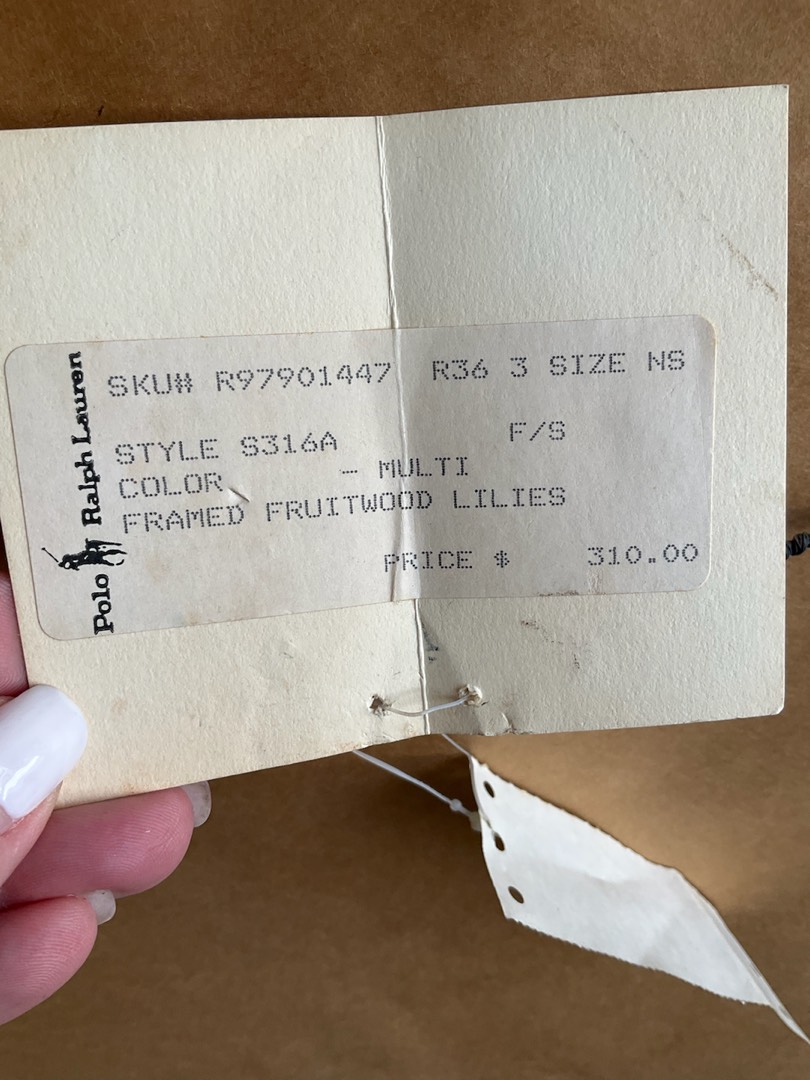 Polo Ralph Lauren
SKU# R97901447 R36 3 SIZE NS
STYLE S316A F/S
COLOR - MULTI
FRAMED FRUITWOOD LILIES
PRICE $ 310.00